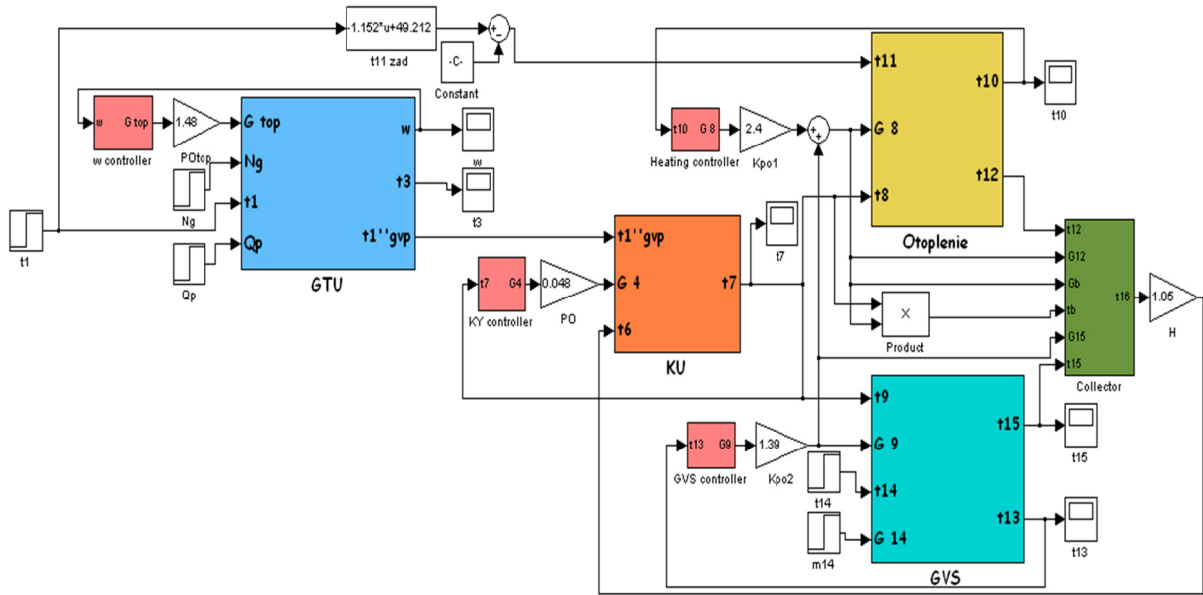 -1.152*u+49.212
t11 zad
-C-
Constant
w
G top
w controller
1.48
POtop
G top
Ng
t1
Qp
w
t3
t1''gvp
GTU
Ng
t1
Qp
w
t3
t10
G 8
Heating controller
2.4
Kpo1
t11
G 8
t8
t10
t12
Otoplenie
t10
t7
G4
KY controller
0.048
PO
t1''gvp
G 4
t6
t7
KU
t7
X
Product
t12
G12
Gb
tb
G15
t15
t16
Collector
1.05
H
t13
G9
GVS controller
1.39
Kpo2
t14
m14
t9
G 9
t14
G 14
t15
t13
GVS
t15
t13